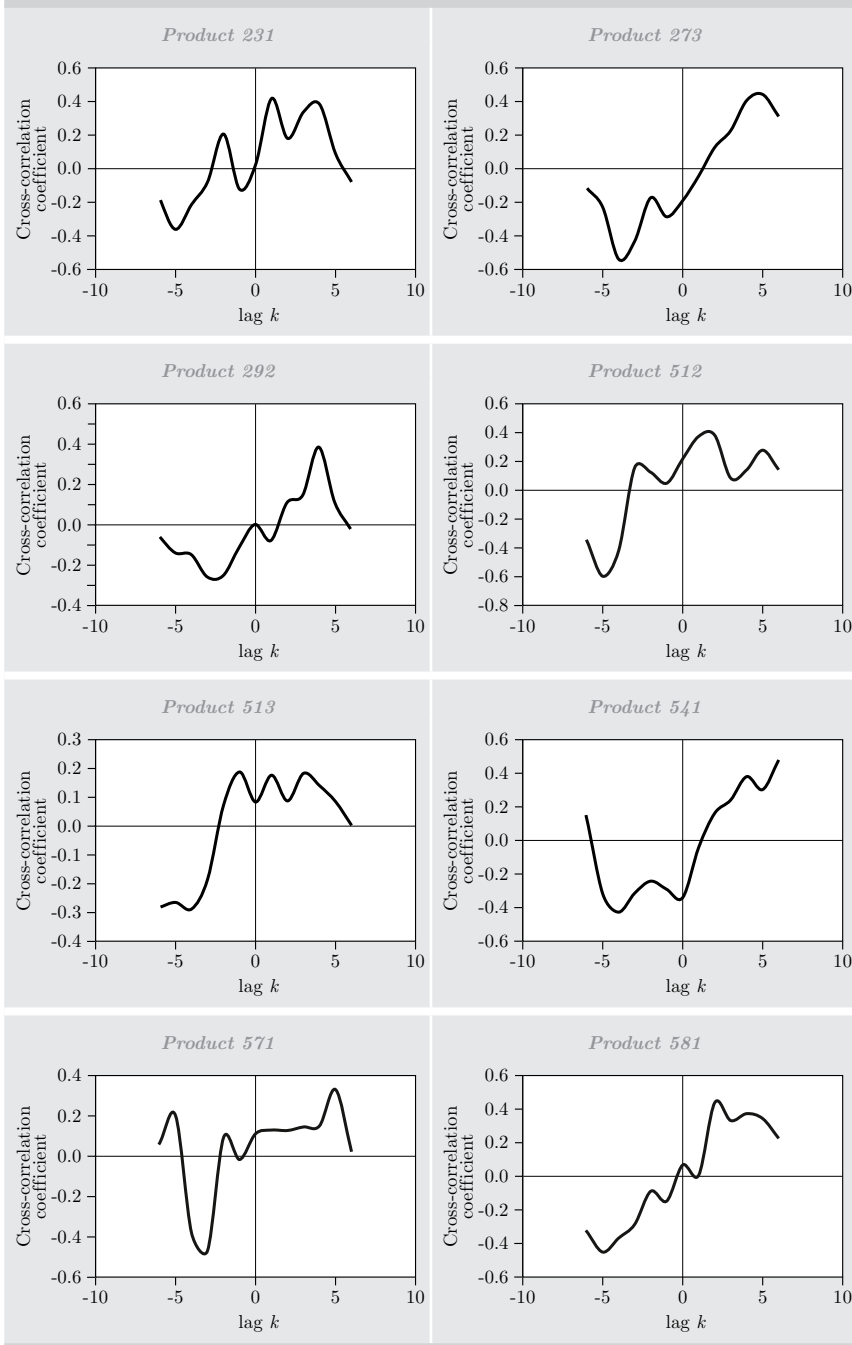 Product 231
0.6
0.4
0.2
0.0
-0.2
-0.4
-0.6
Cross-correlation
coefficient
-10 -5 0 5 10
lag k
Product 273
0.6
0.4
0.2
0.0
-0.2
-0.4
-0.6
Cross-correlation
coefficient
-10 -5 0 5 10
lag k
Product 292
0.6
0.4
0.2
0.0
-0.2
-0.4
Cross-correlation
coefficient
-10 -5 0 5 10
lag k
Product 512
0.6
0.4
0.2
0.0
-0.2
-0.4
-0.6
-0.8
Cross-correlation
coefficient
-10 -5 0 5 10
lag k
Product 513
0.3
0.2
0.1
0.0
-0.1
-0.2
-0.3
-0.4
Cross-correlation
coefficient
-10 -5 0 5 10
lag k
Product 541
0.6
0.4
0.2
0.0
-0.2
-0.4
-0.6
Cross-correlation
coefficient
-10 -5 0 5 10
lag k
Product 571
0.4
0.2
0.0
-0.2
-0.4
-0.6
Cross-correlation
coefficient
-10 -5 0 5 10
lag k
Product 581
0.6
0.4
0.2
0.0
-0.2
-0.4
-0.6
Cross-correlation
coefficient
-10 -5 0 5 10
lag k